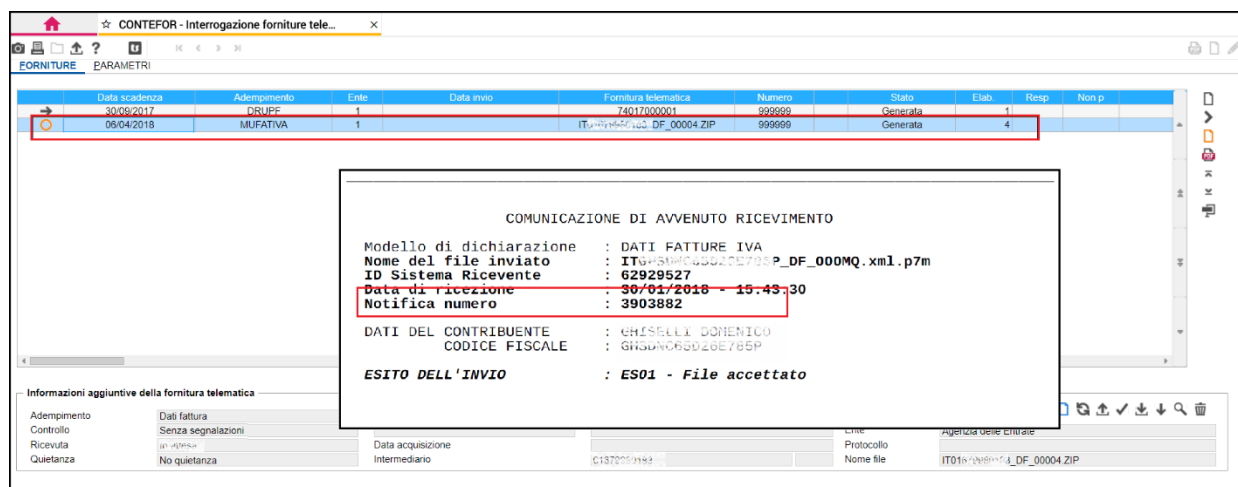 CONTEFOR - Interrogazione forniture tele...
FORNITURE PARAMETRI
Data scadenza Adempimento Ente Data invio Fornitura telematica Numero Stato Elab. Resp Non p
30/09/2017 DRUPF 1 74017000001 999999 Generata 1
06/04/2018 MUFATIVA 1 DF_00004.ZIP 999999 Generata 4
COMUNICAZIONE DI AVVENUTO RICEVIMENTO
Modello di dichiarazione : DATI FATTURE IVA
Nome del file inviato : P_DF_000MQ.xml.p7m
ID Sistema Ricevente : 62929527
Data di ricezione : 30/01/2018 - 15:43:30
Notifica numero : 3903882
DATI DEL CONTRIBUENTE :
CODICE FISCALE :
ESITO DELL'INVIO : ES01 - File accettato
Informazioni aggiuntive della fornitura telematica
Adempimento Dati fattura
Controllo Senza segnalazioni Ente Agenzia delle Entrate
Ricevuta In attesa Data acquisizione Protocollo
Quietanza No quietanza Intermediario Nome file _DF_00004.ZIP